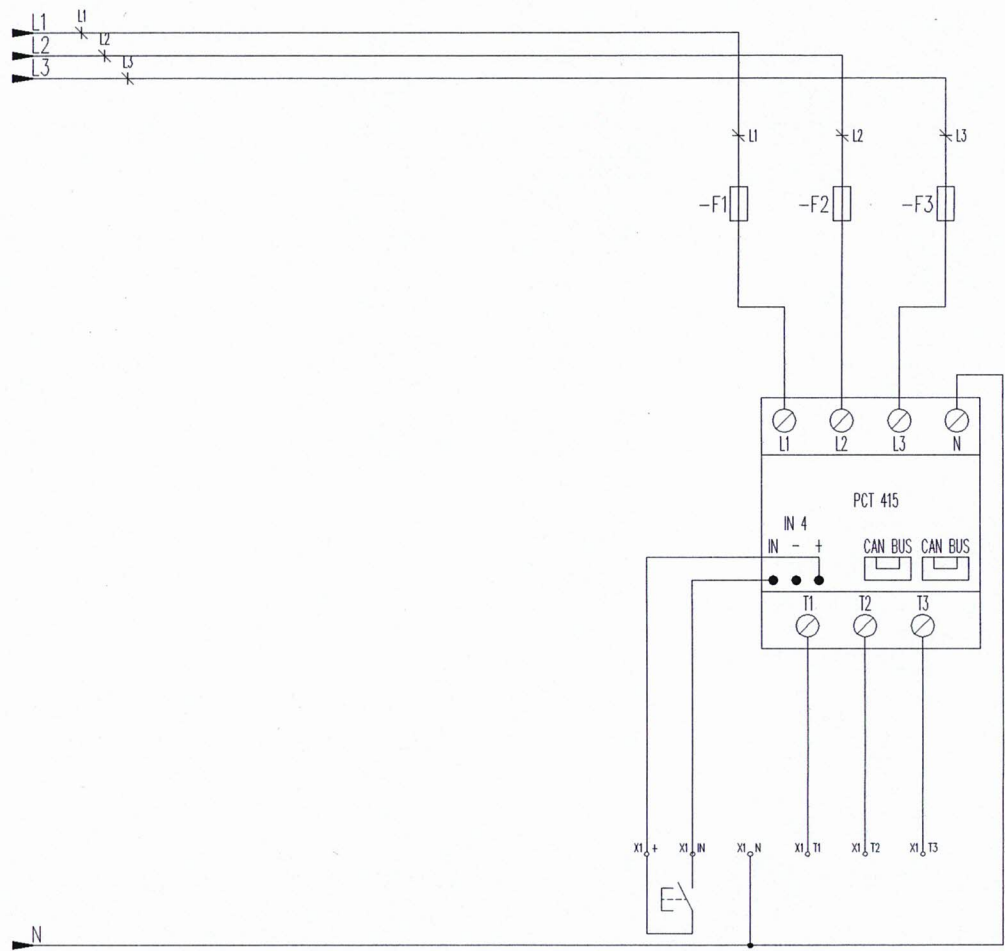 L1 L1
L2 L2
L3 L3
L1 L2 L3
-F1 -F2 -F3
L1 L2 L3 N
PCT 415
IN 4
IN - + CAN BUS CAN BUS
T1 T2 T3
X1 + X1 IN X1 N X1 T1 X1 T2 X1 T3
N